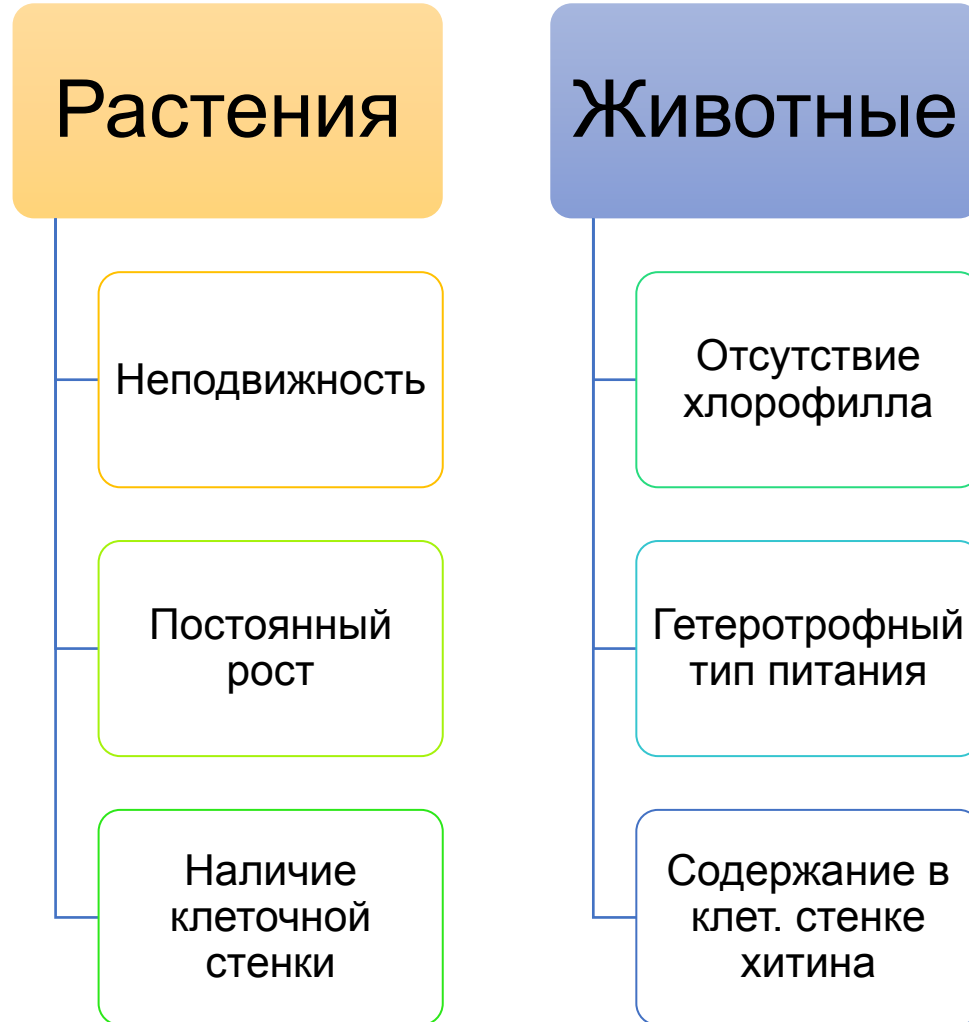 Растения
Неподвижность
Постоянный
рост
Наличие
клеточной
стенки
Животные
Отсутствие
хлорофилла
Гетеротрофный
тип питания
Содержание в
клет. стенке
хитина